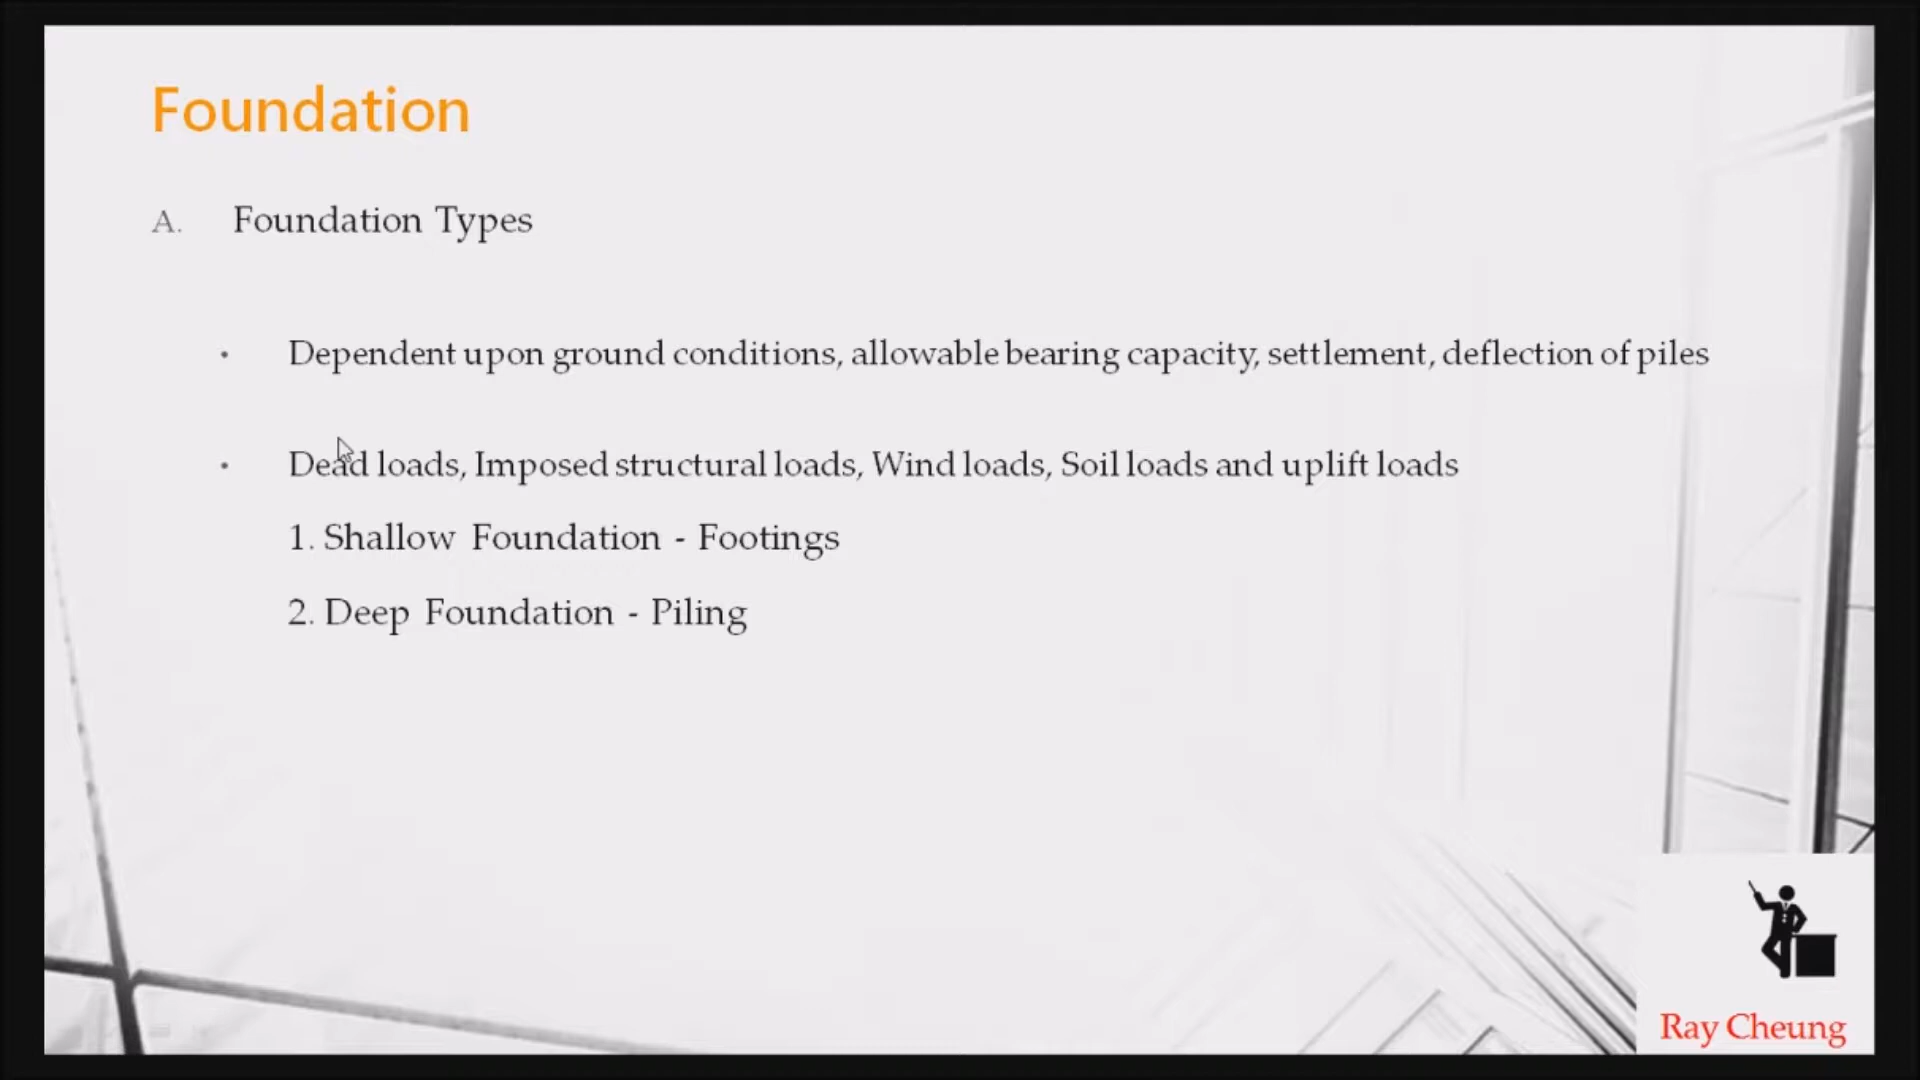 Foundation
A. Foundation Types
• Dependent upon ground conditions, allowable bearing capacity, settlement, deflection of piles
• Dead loads, Imposed structural loads, Wind loads, Soil loads and uplift loads
1. Shallow Foundation - Footings
2. Deep Foundation - Piling
Ray Cheung